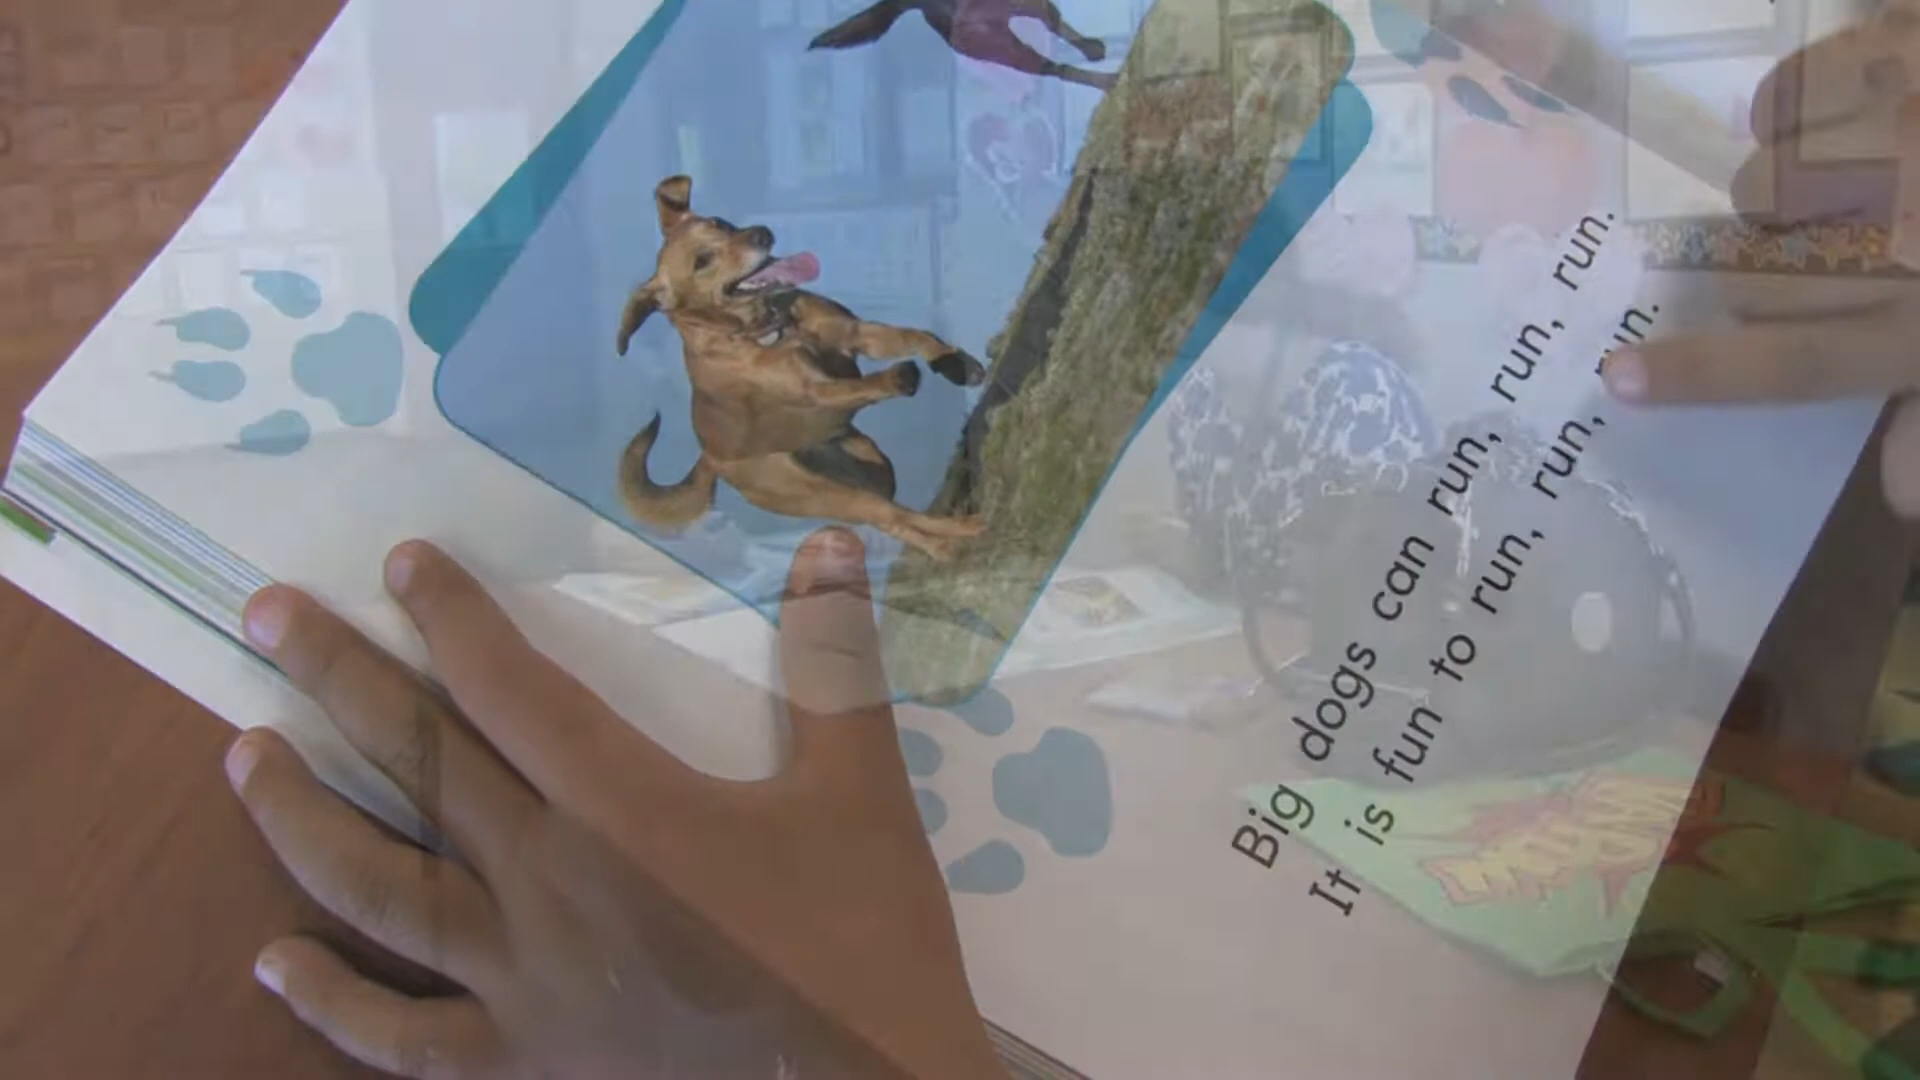 Big dogs can run, run, run.
It is fun to run, run, run.